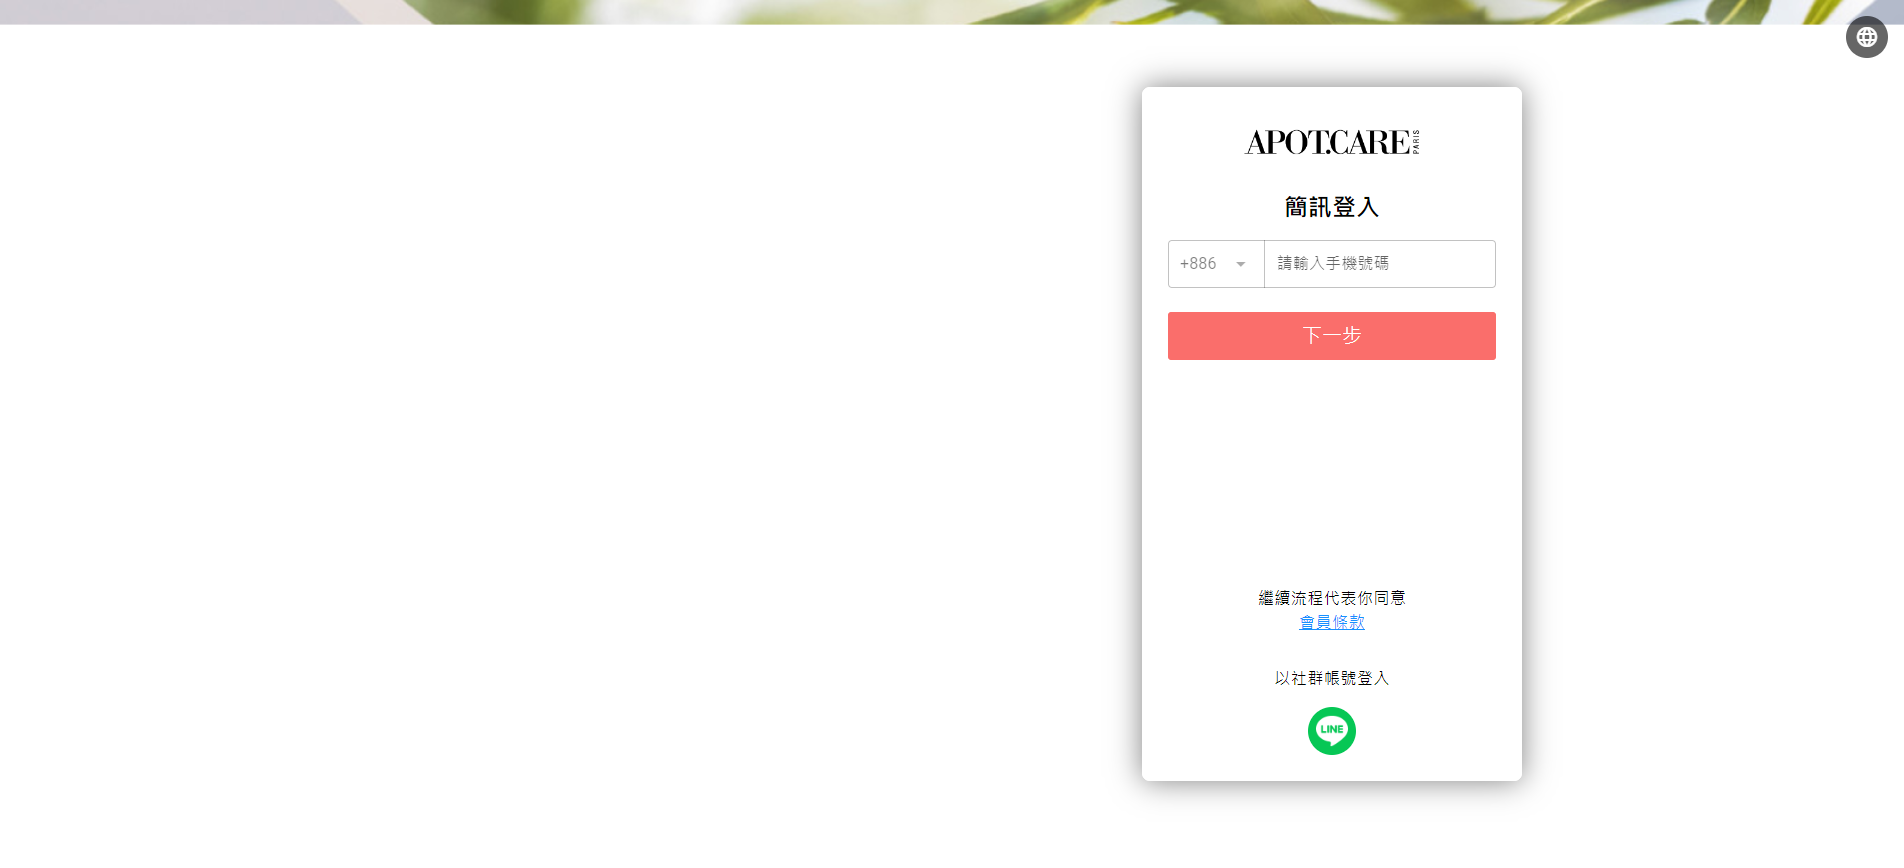 APOT.CARE PARIS
簡訊登入
+886 請輸入手機號碼
下一步
繼續流程代表你同意
會員條款
以社群帳號登入
LINE